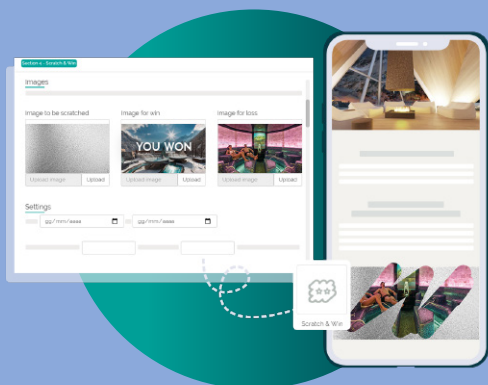 Section 4 - Scratch & Win
Images
Image to be scratched
Image for win
Image for loss
YOU WON
Upload image
Upload
Upload image
Upload
Upload image
Upload
Settings
gg/mm/aaaa
gg/mm/aaaa
Scratch & Win